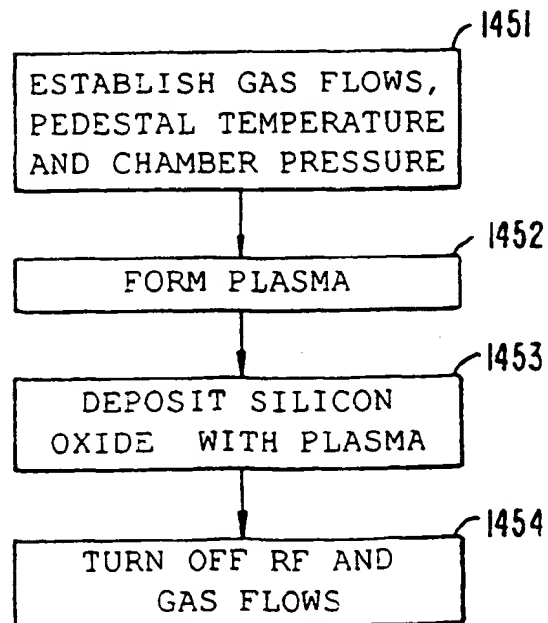 1451
ESTABLISH GAS FLOWS,
PEDESTAL TEMPERATURE
AND CHAMBER PRESSURE
1452
FORM PLASMA
1453
DEPOSIT SILICON
OXIDE WITH PLASMA
1454
TURN OFF RF AND
GAS FLOWS